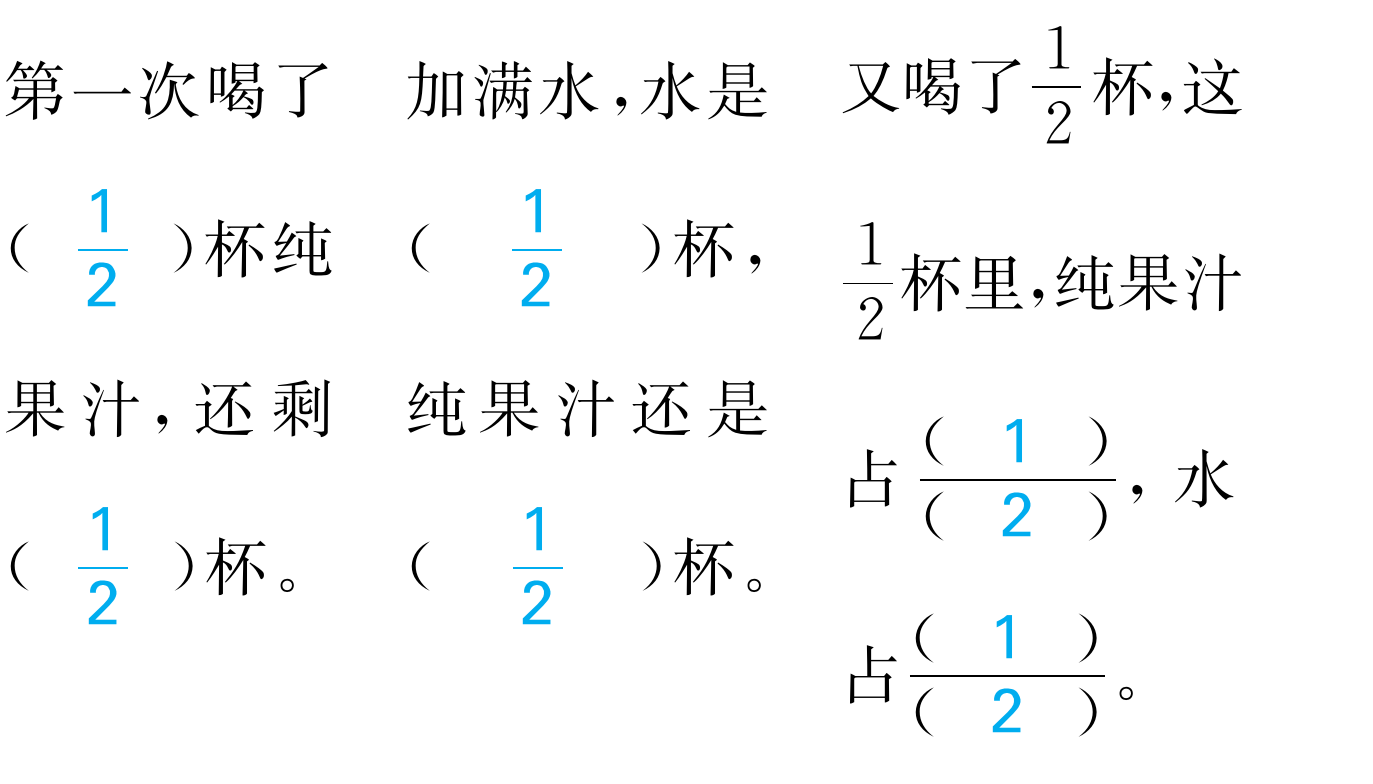 第一次喝了
(1/2)杯纯
果汁,还剩
(1/2)杯。
加满水,水是
(1/2)杯,
纯果汁还是
(1/2)杯。
又喝了1/2杯,这
1/2杯里,纯果汁
占(1)/(2),水
占(1)/(2)。